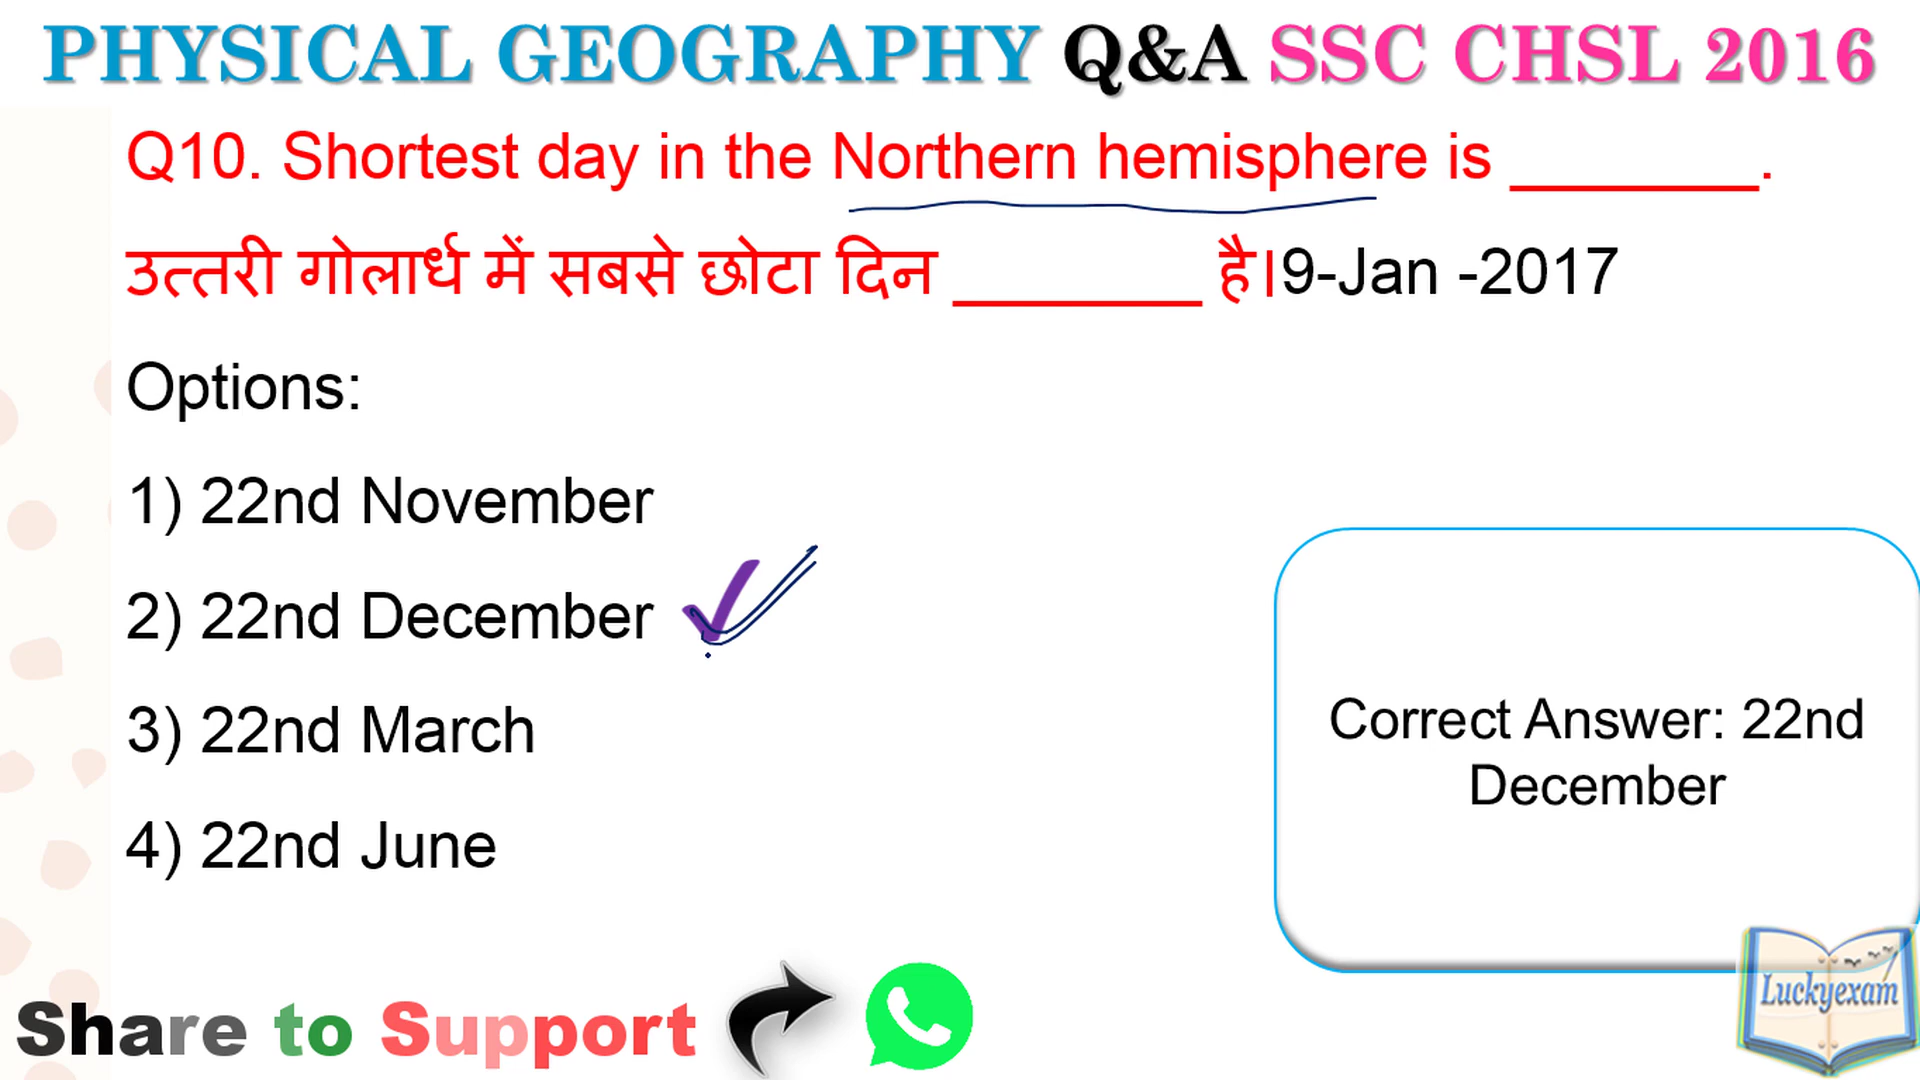 PHYSICAL GEOGRAPHY Q&A SSC CHSL 2016
Q10. Shortest day in the Northern hemisphere is _______.
उत्तरी गोलार्ध में सबसे छोटा दिन _______ है।9-Jan -2017
Options:
1) 22nd November
2) 22nd December
3) 22nd March
4) 22nd June
Correct Answer: 22nd
December
Share to Support
Luckyexam